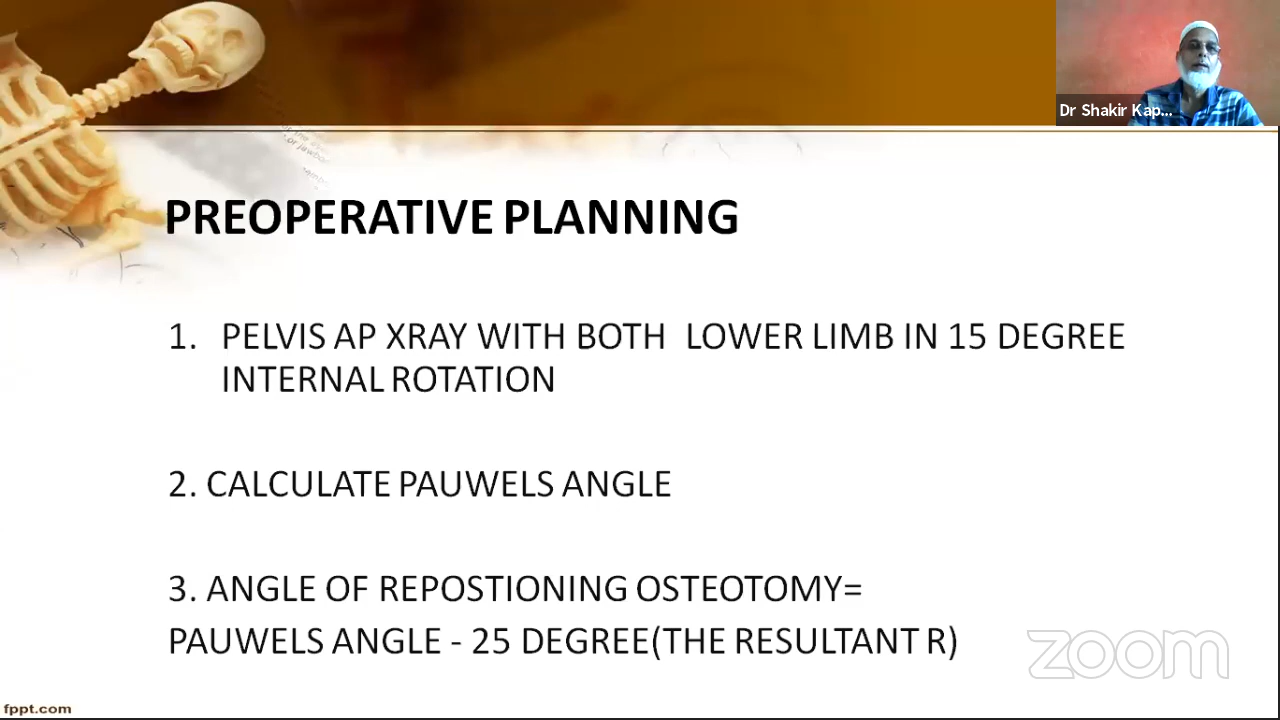 Dr Shakir Kap...
PREOPERATIVE PLANNING
1. PELVIS AP XRAY WITH BOTH LOWER LIMB IN 15 DEGREE
INTERNAL ROTATION
2. CALCULATE PAUWELS ANGLE
3. ANGLE OF REPOSTIONING OSTEOTOMY=
PAUWELS ANGLE - 25 DEGREE(THE RESULTANT R)
zoom
fppt.com